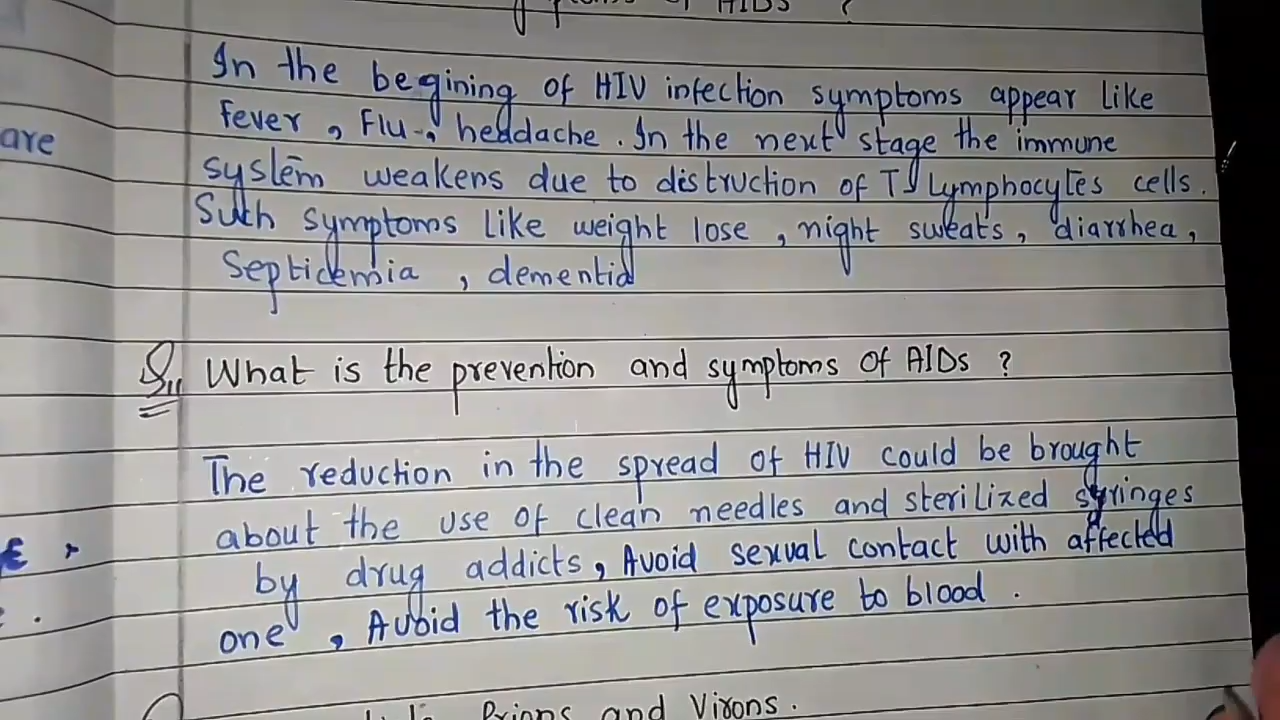 of AIDs ?
In the begining of HIV infection symptoms appear like
Fever , Flu , headache . In the next stage the immune
are
system weakens due to distruction of T Lymphocytes cells .
Such symptoms like weight lose , night sweats , diarrhea ,
Septicemia , dementia
Q11 What is the prevention and symptoms of AIDs ?
The reduction in the spread of HIV could be brought
about the use of clean needles and sterilized syringes
by drug addicts , Avoid sexual contact with affected
one , Avoid the risk of exposure to blood .
Prions and Virons .